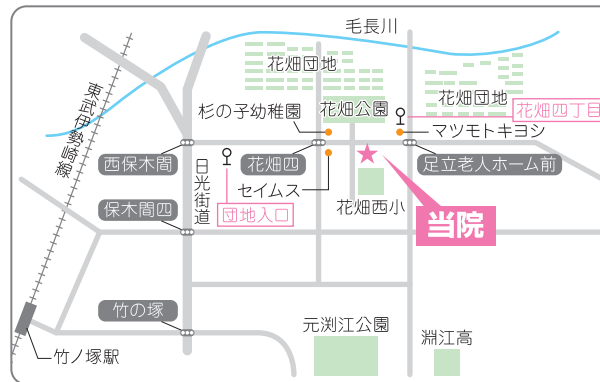 毛長川
花畑団地
東武伊勢崎線
杉の子幼稚園
花畑公園
花畑団地
花畑四丁目
マツモトキヨシ
西保木間
日光街道
花畑四
足立老人ホーム前
セイムス
団地入口
花畑西小
保木間四
当院
竹の塚
元渕江公園
淵江高
竹ノ塚駅